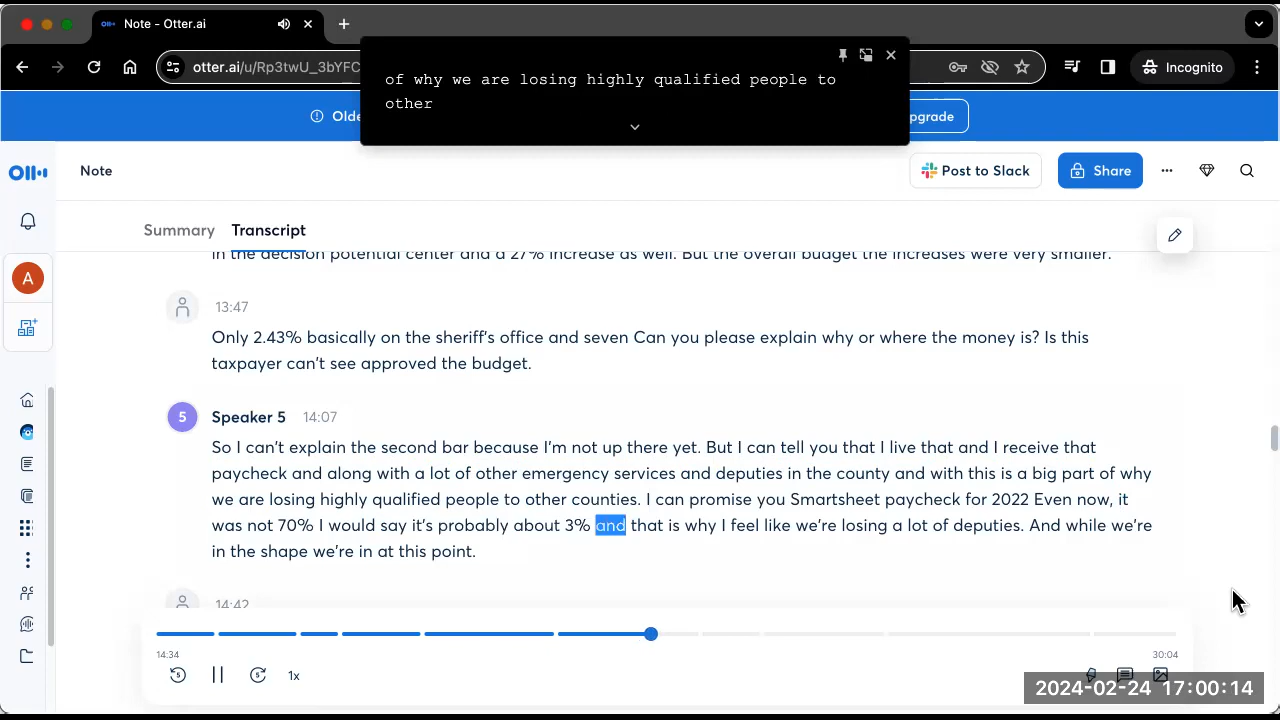 Note - Otter.ai
otter.ai/u/Rp3twU_3bYFC
Incognito
of why we are losing highly qualified people to
other
Olde
pgrade
Note
Post to Slack
Share
Summary
Transcript
A
in the decision potential center and a 27% increase as well. But the overall budget the increases were very smaller.
13:47
Only 2.43% basically on the sheriff's office and seven Can you please explain why or where the money is? Is this
taxpayer can't see approved the budget.
5
Speaker 5 14:07
So I can't explain the second bar because I'm not up there yet. But I can tell you that I live that and I receive that
paycheck and along with a lot of other emergency services and deputies in the county and with this is a big part of why
we are losing highly qualified people to other counties. I can promise you Smartsheet paycheck for 2022 Even now, it
was not 70% I would say it's probably about 3% and that is why I feel like we're losing a lot of deputies. And while we're
in the shape we're in at this point.
14:42
14:34
30:04
5
5
1x
2024-02-24 17:00:14